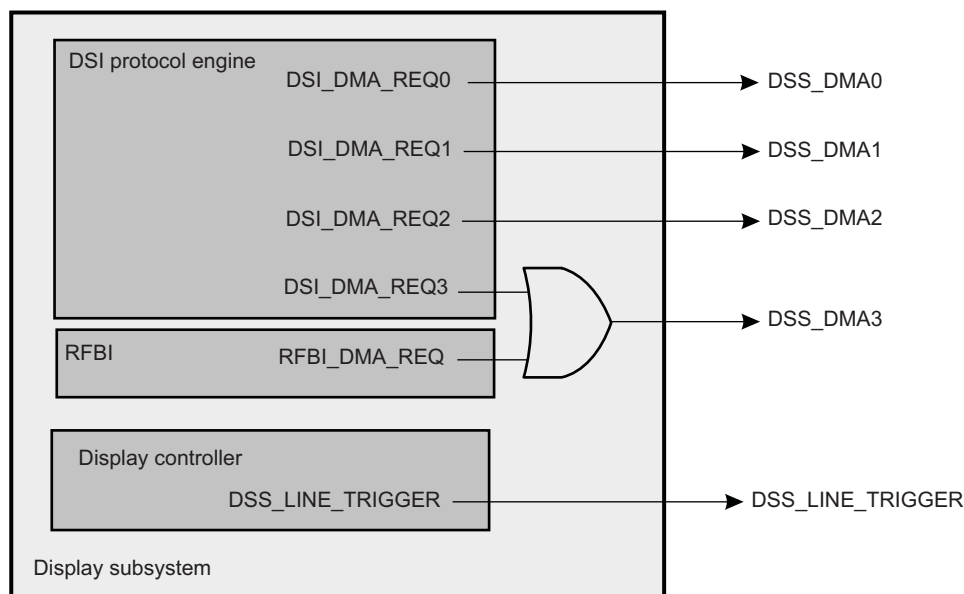 DSI protocol engine
DSI_DMA_REQ0
DSS_DMA0
DSI_DMA_REQ1
DSS_DMA1
DSI_DMA_REQ2
DSS_DMA2
DSI_DMA_REQ3
DSS_DMA3
RFBI
RFBI_DMA_REQ
Display controller
DSS_LINE_TRIGGER
DSS_LINE_TRIGGER
Display subsystem